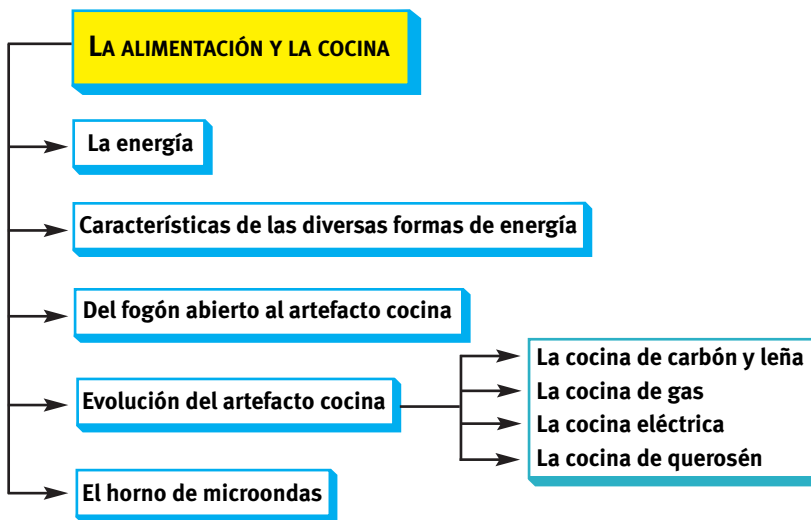 LA ALIMENTACIÓN Y LA COCINA
La energía
Característícas de las diversas formas de energía
Del fogón abierto al artefacto cocina
Evolución del artefacto cocina
La cocina de carbón y leña
La cocina de gas
La cocina eléctrica
La cocina de querosén
El horno de microondas